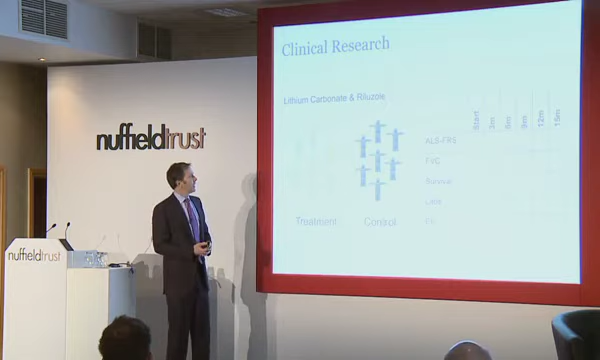 Clinical Research
Lithium Carbonate & Riluzole
Start
3m
6m
9m
12m
15m
ALS-FRS
FVC
Survival
Labs
Treatment
Control
nuffieldtrust
nuffieldtrust